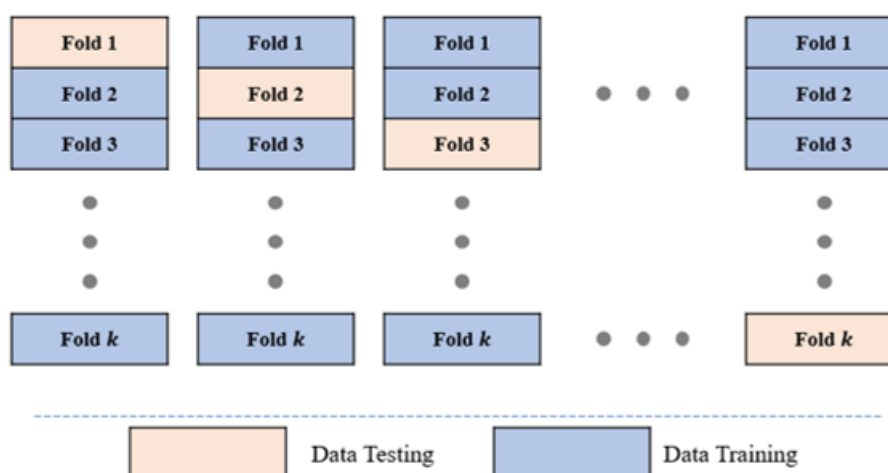 Fold 1 Fold 1 Fold 1 Fold 1
Fold 2 Fold 2 Fold 2 Fold 2
Fold 3 Fold 3 Fold 3 Fold 3
Fold k Fold k Fold k Fold k
Data Testing Data Training